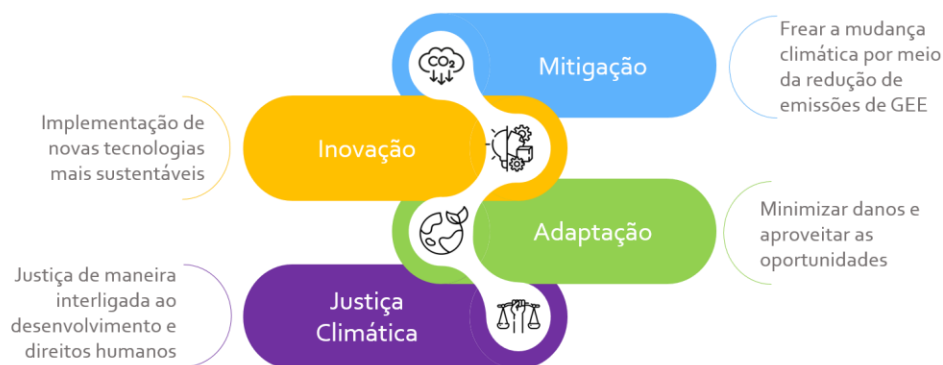 CO₂
Mitigação
Frear a mudança
climática por meio
da redução de
emissões de GEE
Implementação de
novas tecnologias
mais sustentáveis
Inovação
Adaptação
Minimizar danos e
aproveitar as
oportunidades
Justiça de maneira
interligada ao
desenvolvimento e
direitos humanos
Justiça
Climática